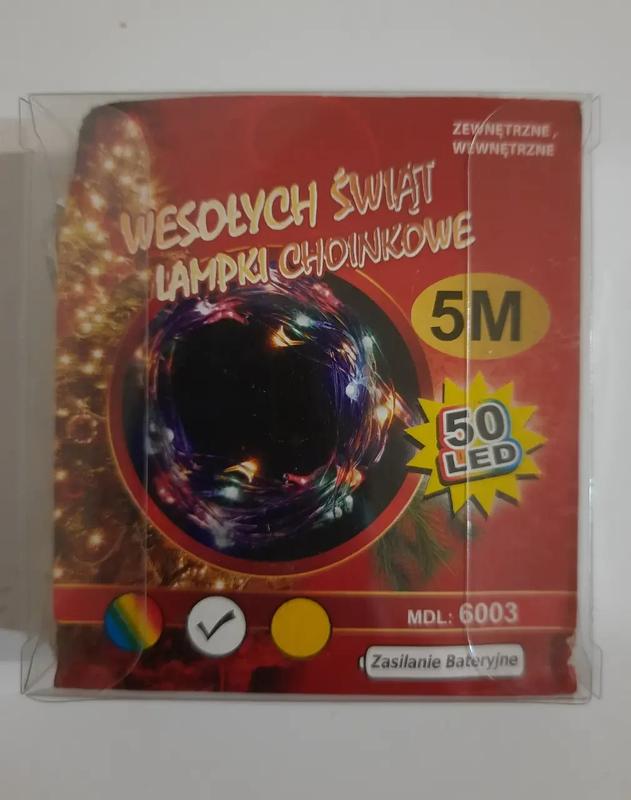 ZEWNĘTRZNE,
WEWNĘTRZNE
WESOŁYCH ŚWIĄT
LAMPKI CHOINKOWE
5M
50
LED
MDL: 6003
Zasilanie Bateryjne